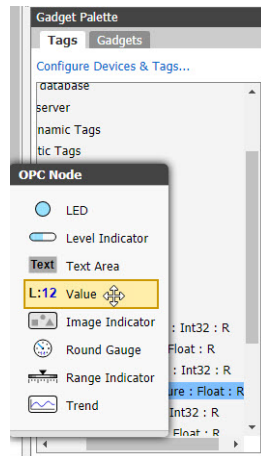 Gadget Palette
Tags Gadgets
Configure Devices & Tags...
database
server
namic Tags
tic Tags
OPC Node
LED
Level Indicator
Text Text Area
L:12 Value
Image Indicator : Int32 : R
Round Gauge Float : R
: Int32 : R
Range Indicator ure : Float : R
Int32 : R
Trend
Float : R